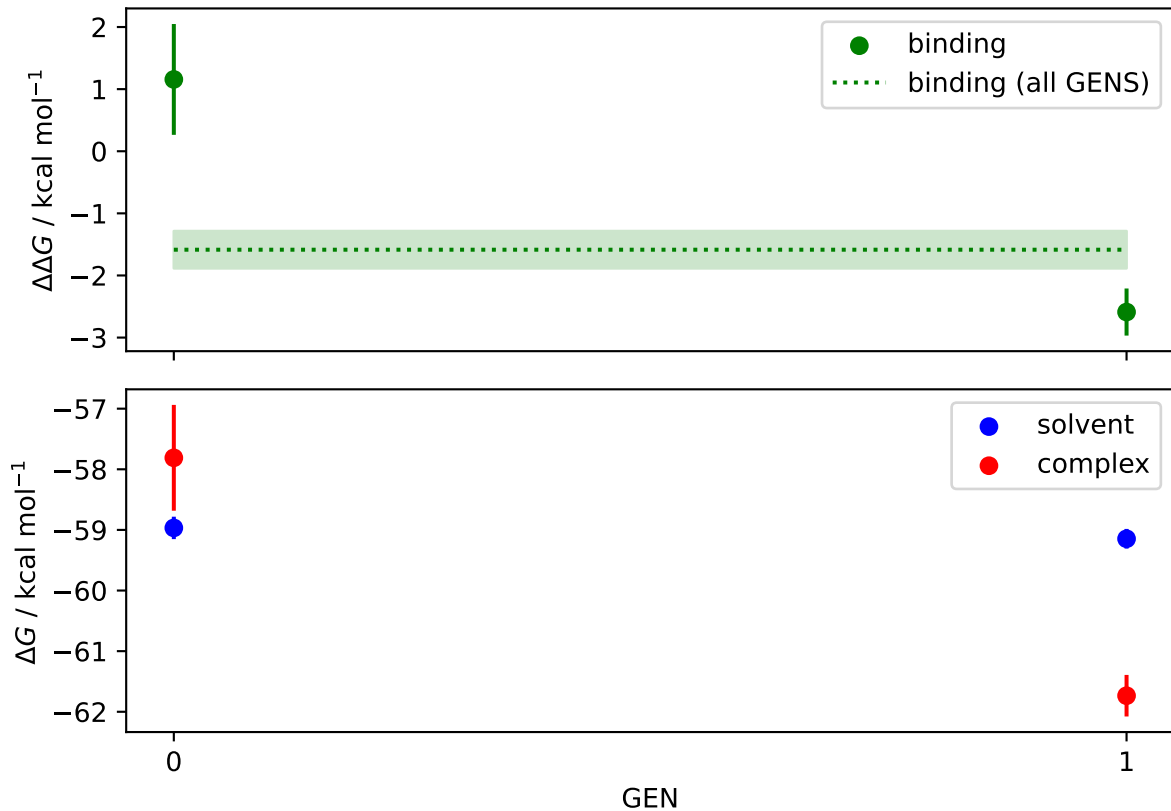 2
1
0
−1
−2
−3
ΔΔG / kcal mol⁻¹
binding
binding (all GENS)
−57
−58
−59
−60
−61
−62
ΔG / kcal mol⁻¹
solvent
complex
0
1
GEN